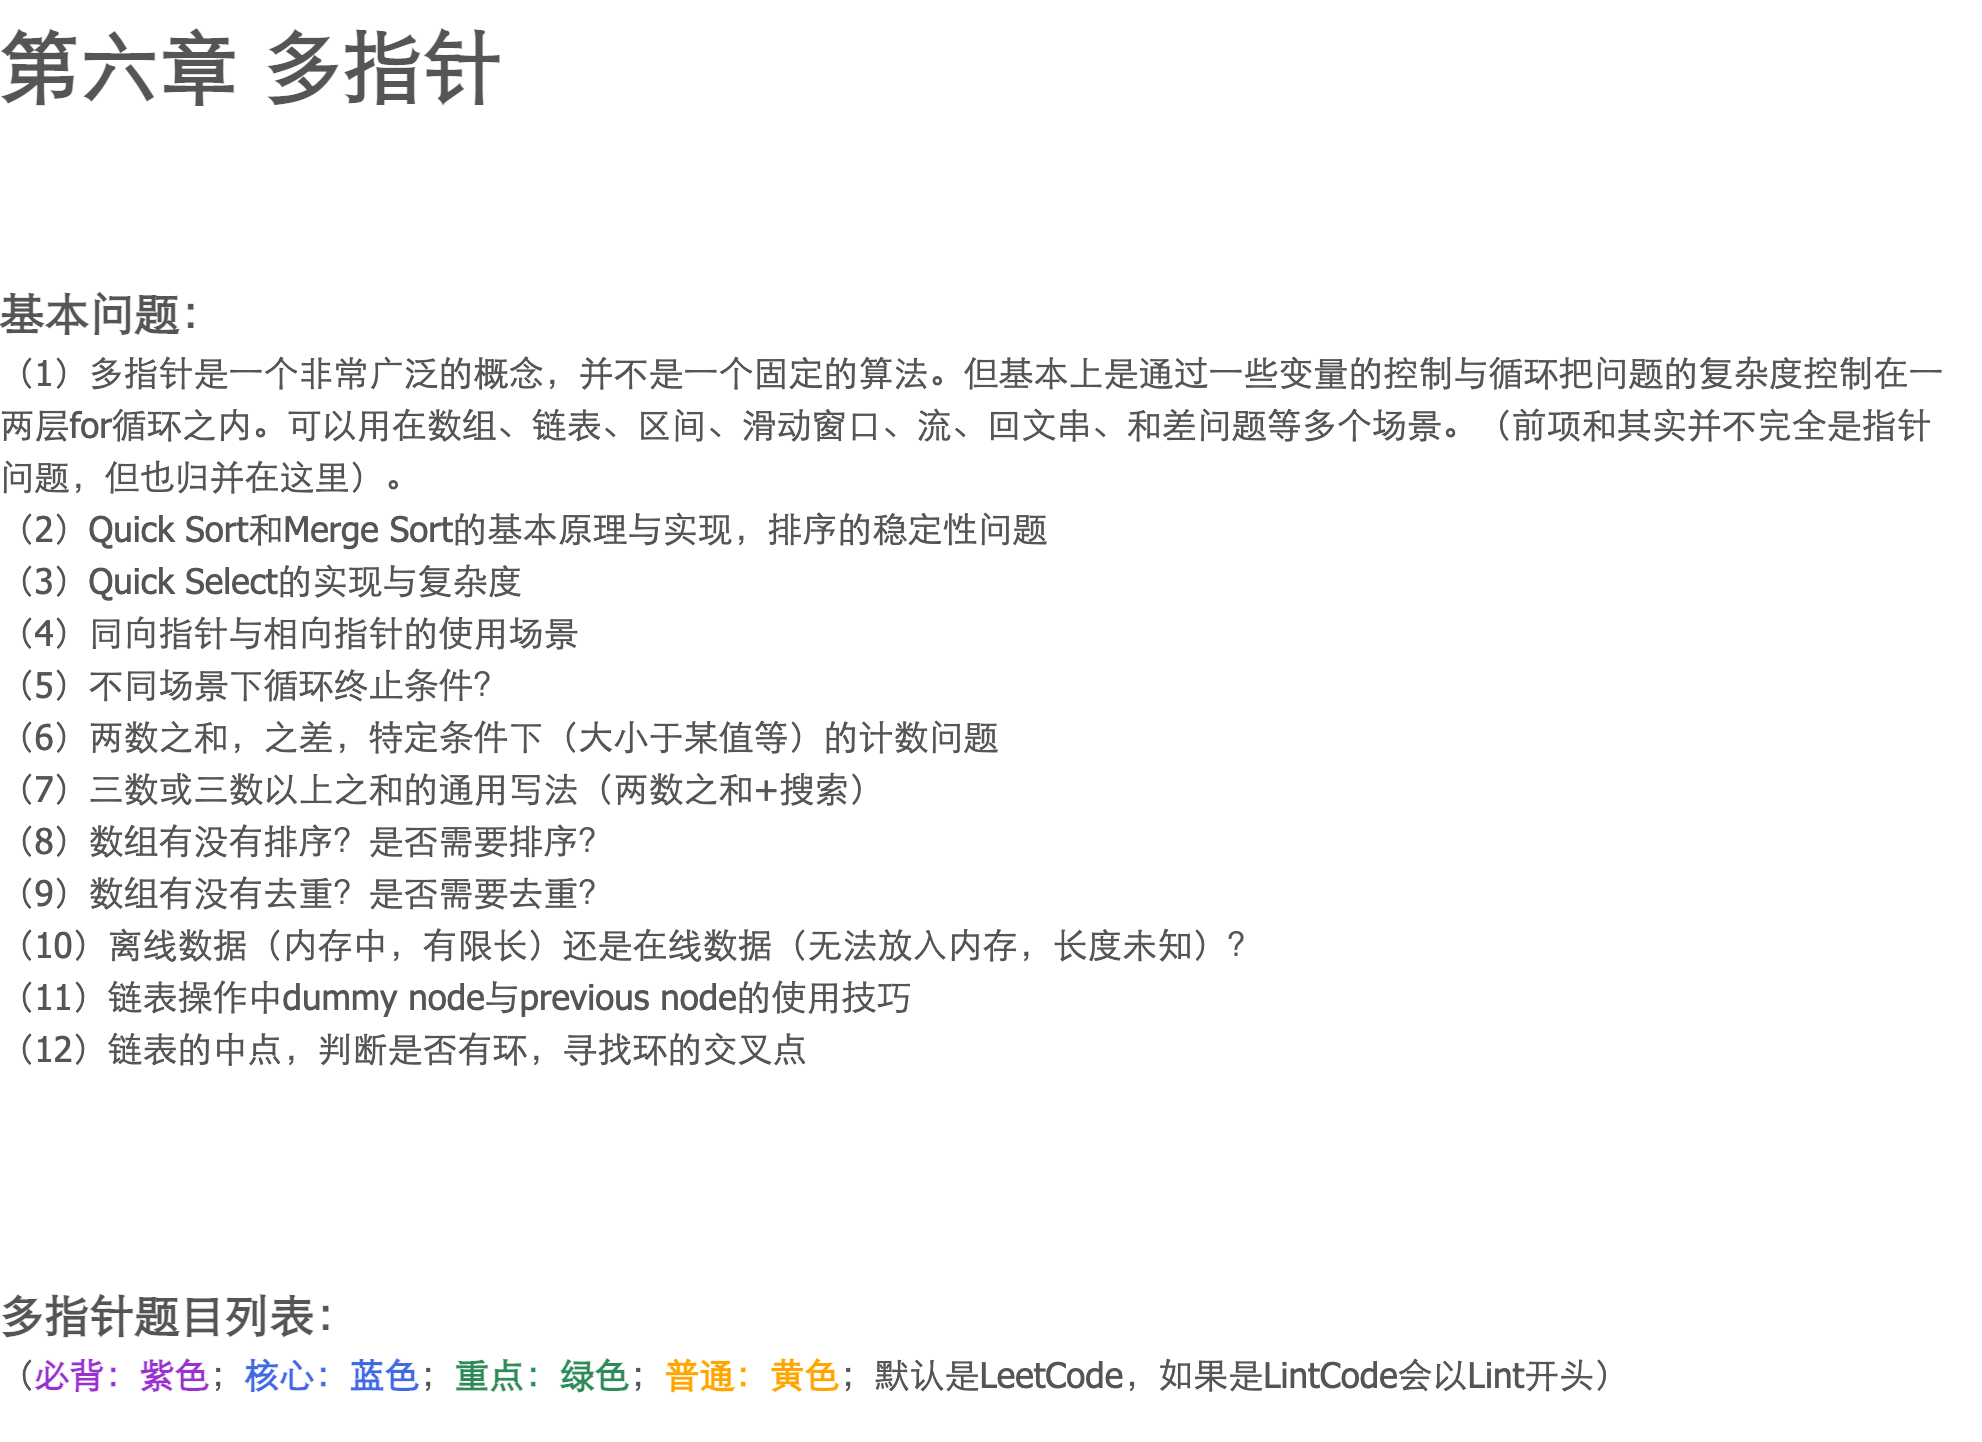 第六章 多指针
基本问题：
（1）多指针是一个非常广泛的概念，并不是一个固定的算法。但基本上是通过一些变量的控制与循环把问题的复杂度控制在一
两层for循环之内。可以用在数组、链表、区间、滑动窗口、流、回文串、和差问题等多个场景。（前项和其实并不完全是指针
问题，但也归并在这里）。
（2）Quick Sort和Merge Sort的基本原理与实现，排序的稳定性问题
（3）Quick Select的实现与复杂度
（4）同向指针与相向指针的使用场景
（5）不同场景下循环终止条件？
（6）两数之和，之差，特定条件下（大小于某值等）的计数问题
（7）三数或三数以上之和的通用写法（两数之和+搜索）
（8）数组有没有排序？是否需要排序？
（9）数组有没有去重？是否需要去重？
（10）离线数据（内存中，有限长）还是在线数据（无法放入内存，长度未知）？
（11）链表操作中dummy node与previous node的使用技巧
（12）链表的中点，判断是否有环，寻找环的交叉点
多指针题目列表：
（必背：紫色；核心：蓝色；重点：绿色；普通：黄色；默认是LeetCode，如果是LintCode会以Lint开头）